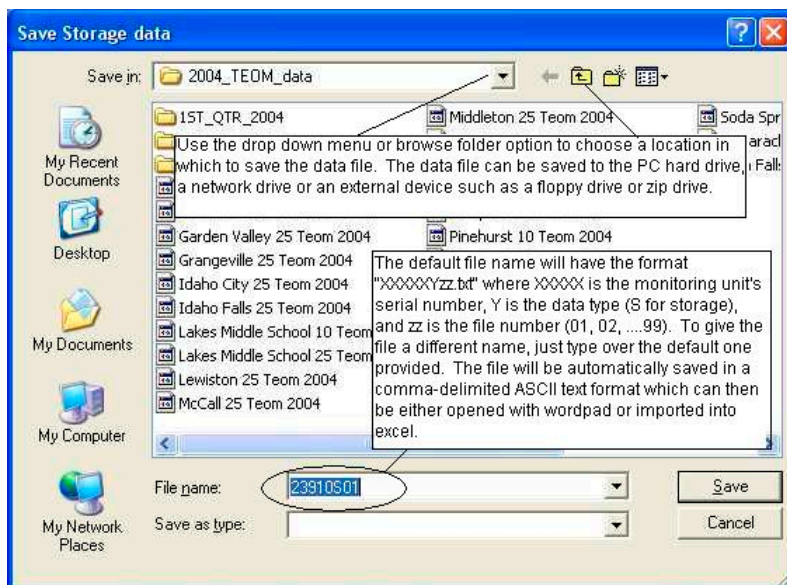 Save Storage data
Save in:
2004_TEOM_data
My Recent
Documents
Desktop
My Documents
My Computer
My Network
Places
15T_QTR_2004
Garden Valley 25 Teom 2004
Grangeville 25 Teom 2004
Idaho City 25 Teom 2004
Idaho Falls 25 Teom 2004
Lakes Middle School 10 Teom
Lakes Middle School 25 Teom
Lewiston 25 Teom 2004
McCall 25 Teom 2004
Middleton 25 Teom 2004
Pinehurst 10 Teom 2004
Soda Spr
Use the drop down menu or browse folder option to choose a location in
which to save the data file. The data file can be saved to the PC hard drive,
a network drive or an external device such as a floppy drive or zip drive.
The default file name will have the format
"XXXXXYzz.txt" where XXXXX is the monitoring unit's
serial number, Y is the data type (S for storage),
and zz is the file number (01, 02, ....99). To give the
file a different name, just type over the default one
provided. The file will be automatically saved in a
comma-delimited ASCII text format which can then
be either opened with wordpad or imported into
excel.
File name:
23910S01
Save
Save as type:
Cancel